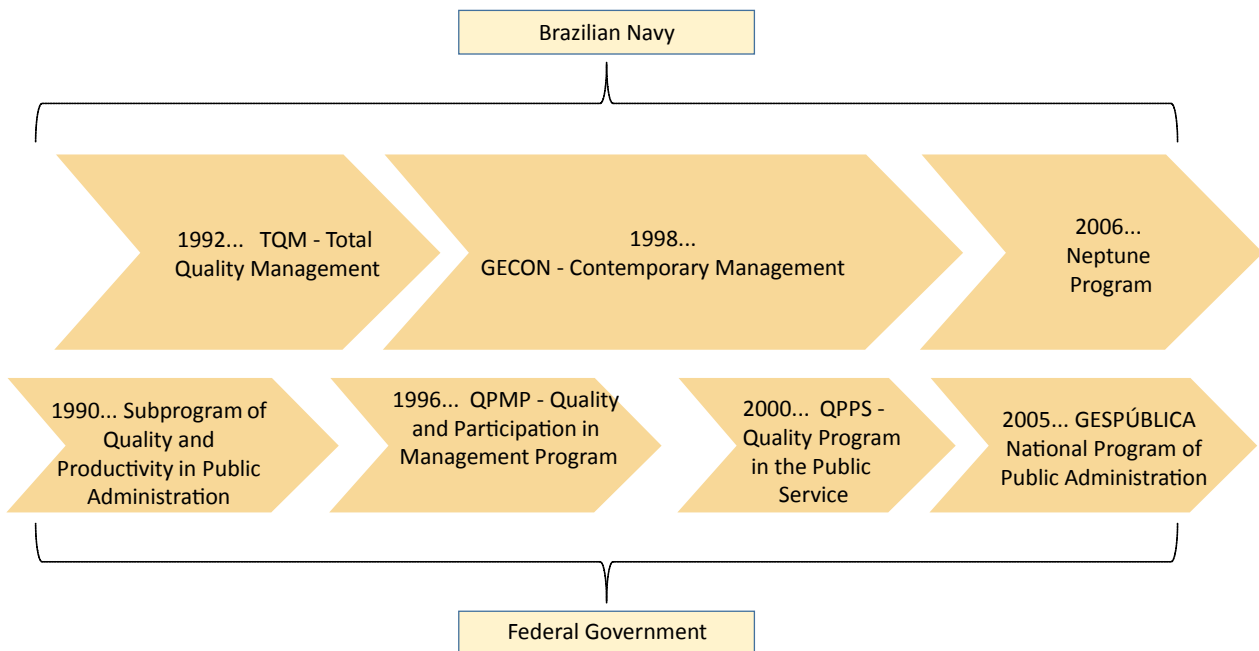 Brazilian Navy
1992... TQM - Total
Quality Management
1998...
GECON - Contemporary Management
2006...
Neptune
Program
1990... Subprogram of
Quality and
Productivity in Public
Administration
1996... QPMP - Quality
and Participation in
Management Program
2000... QPPS -
Quality Program
in the Public
Service
2005... GESPÚBLICA
National Program of
Public Administration
Federal Government